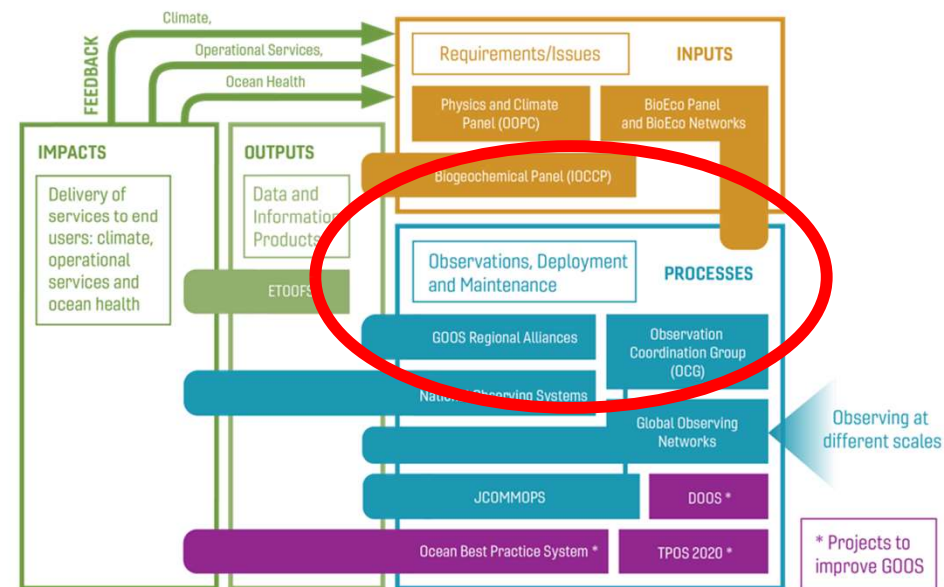 Climate,
Operational Services,
Ocean Health
FEEDBACK
Requirements/Issues
INPUTS
Physics and Climate
Panel (OOPC)
BioEco Panel
and BioEco Networks
Biogeochemical Panel (IOCCP)
IMPACTS
Delivery of
services to end
users: climate,
operational
services and
ocean health
OUTPUTS
Data and
Information
Products
ETOOFS
Observations, Deployment
and Maintenance
PROCESSES
GOOS Regional Alliances
Observation
Coordination Group
(OCG)
National Observing Systems
Global Observing
Networks
Observing at
different scales
JCOMMOPS
DOOS *
Ocean Best Practice System *
TPOS 2020 *
* Projects to
improve GOOS